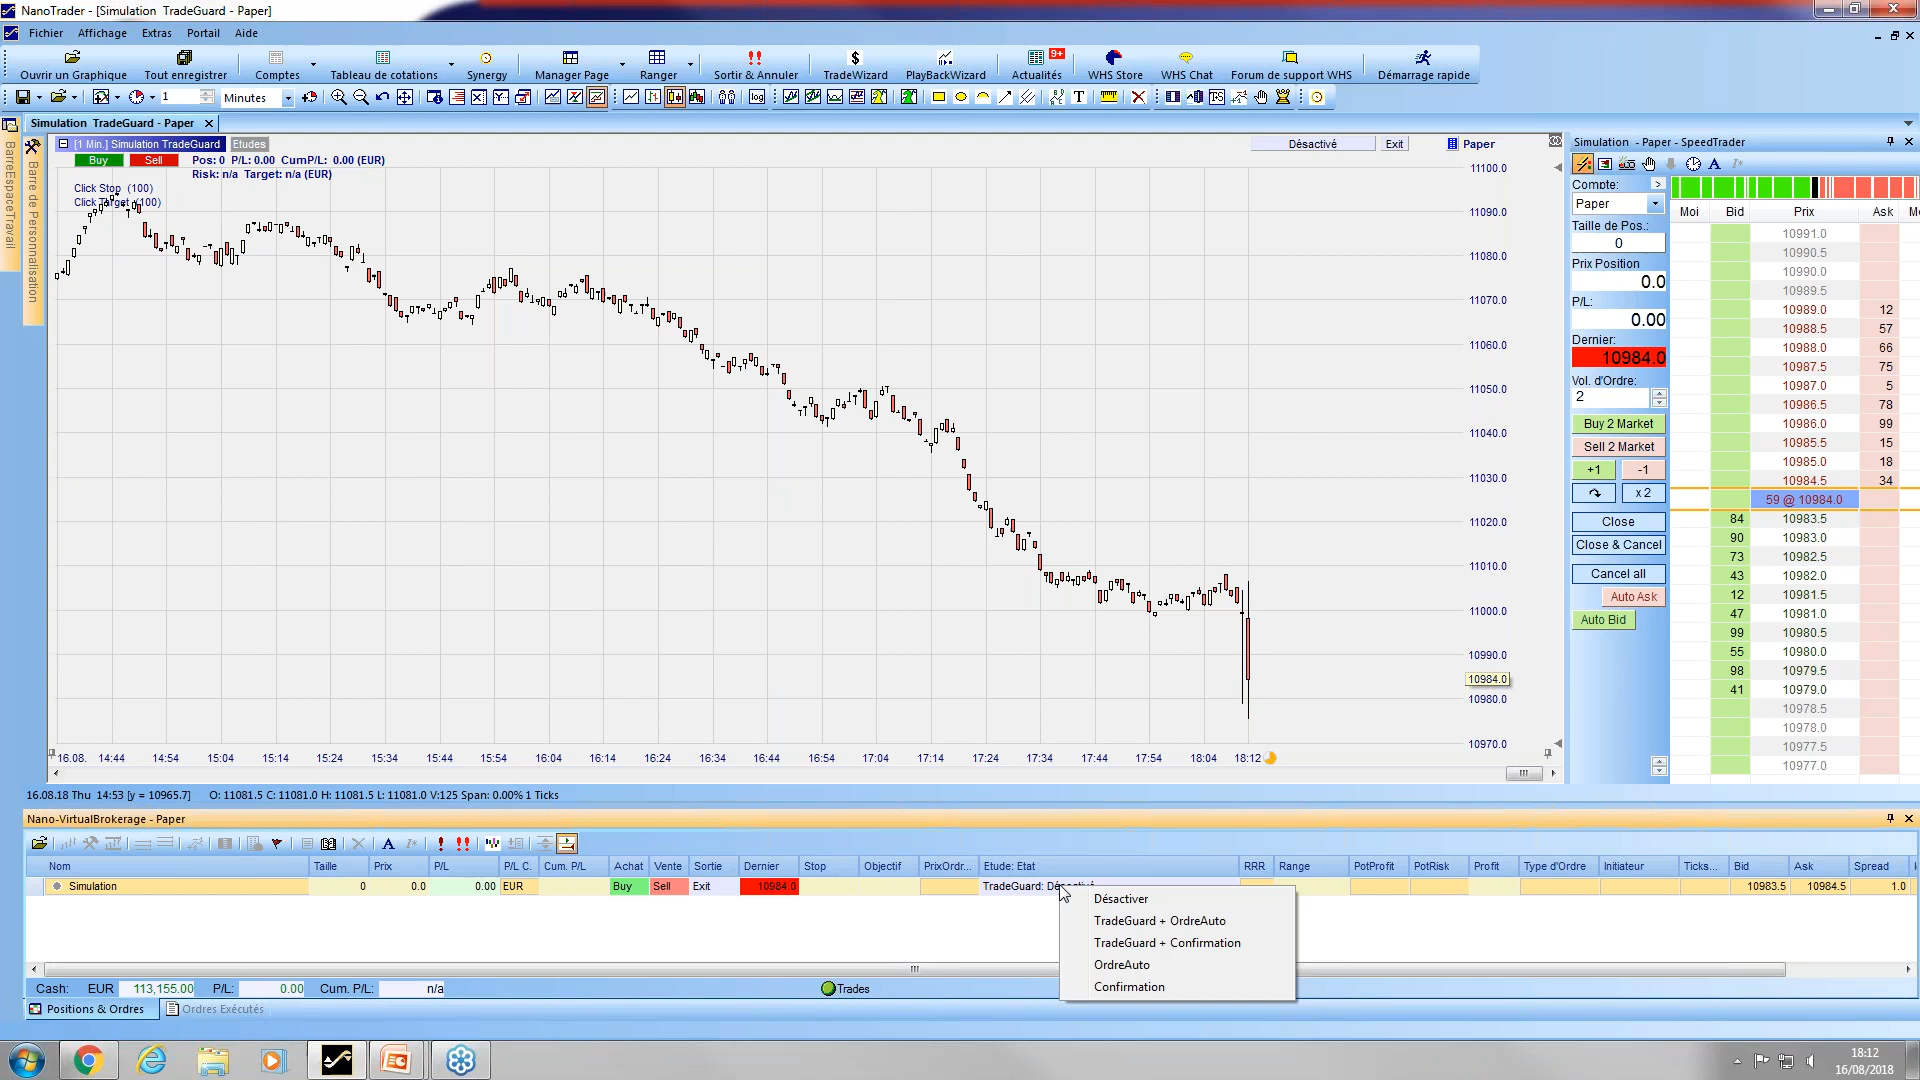 NanoTrader - [Simulation TradeGuard - Paper]
Fichier Affichage Extras Portail Aide
Ouvrir un Graphique Tout enregistrer Comptes Tableau de cotations Synergy Manager Page Ranger Sortir & Annuler TradeWizard PlayBackWizard Actualités 9+ WHS Store WHS Chat Forum de support WHS Démarrage rapide
1 Minutes
Simulation TradeGuard - Paper
BarreEspaceTravail
Barre de Personnalisation
[1 Min.] Simulation TradeGuard Etudes
Désactivé Exit Paper
Buy Sell Pos: 0 P/L: 0.00 CumP/L: 0.00 (EUR)
Risk: n/a Target: n/a (EUR)
Click Stop (100)
Click Target (100)
11100.0
11090.0
11080.0
11070.0
11060.0
11050.0
11040.0
11030.0
11020.0
11010.0
11000.0
10990.0
10984.0
10980.0
10970.0
16.08. 14:44 14:54 15:04 15:14 15:24 15:34 15:44 15:54 16:04 16:14 16:24 16:34 16:44 16:54 17:04 17:14 17:24 17:34 17:44 17:54 18:04 18:12
16.08.18 Thu 14:53 [y = 10965.7] O: 11081.5 C: 11081.0 H: 11081.5 L: 11081.0 V:125 Span: 0.00% 1 Ticks
Simulation - Paper - SpeedTrader
Compte: >
Paper
Taille de Pos.:
0
Prix Position
0.0
P/L:
0.00
Dernier:
10984.0
Vol. d'Ordre:
2
Buy 2 Market
Sell 2 Market
+1 -1
x 2
Close
Close & Cancel
Cancel all
Auto Ask
Auto Bid
Moi Bid Prix Ask
10991.0
10990.5
10990.0
10989.5
10989.0 12
10988.5 57
10988.0 66
10987.5 75
10987.0 5
10986.5 78
10986.0 99
10985.5 15
10985.0 18
10984.5 34
59 @ 10984.0
84 10983.5
90 10983.0
73 10982.5
43 10982.0
12 10981.5
47 10981.0
99 10980.5
55 10980.0
98 10979.5
41 10979.0
10978.5
10978.0
10977.5
10977.0
Nano-VirtualBrokerage - Paper
Nom Taille Prix P/L P/L C. Cum. P/L Achat Vente Sortie Dernier Stop Objectif PrixOrdr... Etude: Etat RRR Range PotProfit PotRisk Profit Type d'Ordre Initiateur Ticks... Bid Ask Spread
Simulation 0 0.0 0.00 EUR Buy Sell Exit 10984.0 TradeGuard: Désactivé 10983.5 10984.5 1.0
Désactiver
TradeGuard + OrdreAuto
TradeGuard + Confirmation
OrdreAuto
Confirmation
Cash: EUR 113,155.00 P/L: 0.00 Cum. P/L: n/a Trades
Positions & Ordres Ordres Exécutés
18:12
16/08/2018